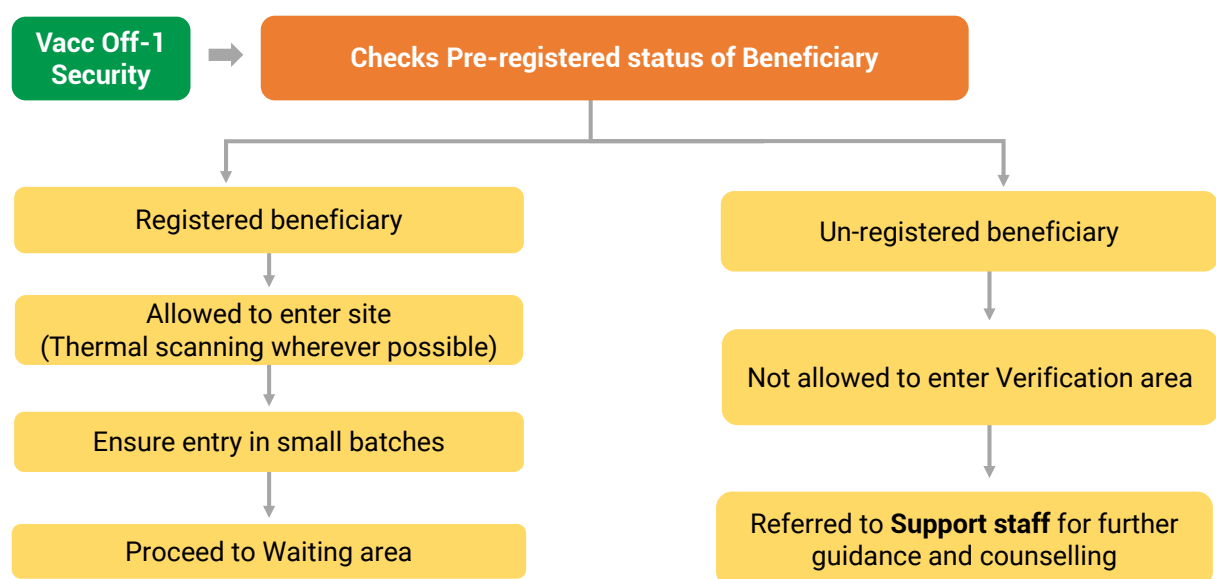 Vacc Off-1
Security
Checks Pre-registered status of Beneficiary
Registered beneficiary
Allowed to enter site
(Thermal scanning wherever possible)
Ensure entry in small batches
Proceed to Waiting area
Un-registered beneficiary
Not allowed to enter Verification area
Referred to Support staff for further
guidance and counselling